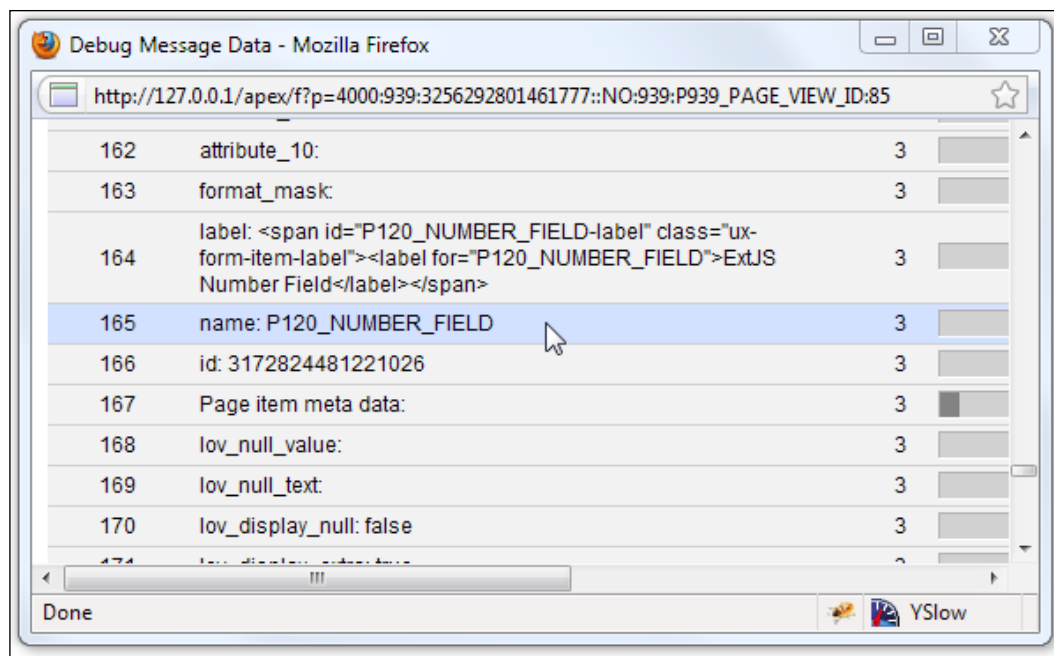 Debug Message Data - Mozilla Firefox
http://127.0.0.1/apex/f?p=4000:939:3256292801461777::NO:939:P939_PAGE_VIEW_ID:85
162 attribute_10: 3
163 format_mask: 3
label: <span id="P120_NUMBER_FIELD-label" class="ux-
164 form-item-label"><label for="P120_NUMBER_FIELD">ExtJS 3
Number Field</label></span>
165 name: P120_NUMBER_FIELD 3
166 id: 3172824481221026 3
167 Page item meta data: 3
168 lov_null_value: 3
169 lov_null_text: 3
170 lov_display_null: false 3
Done YSlow